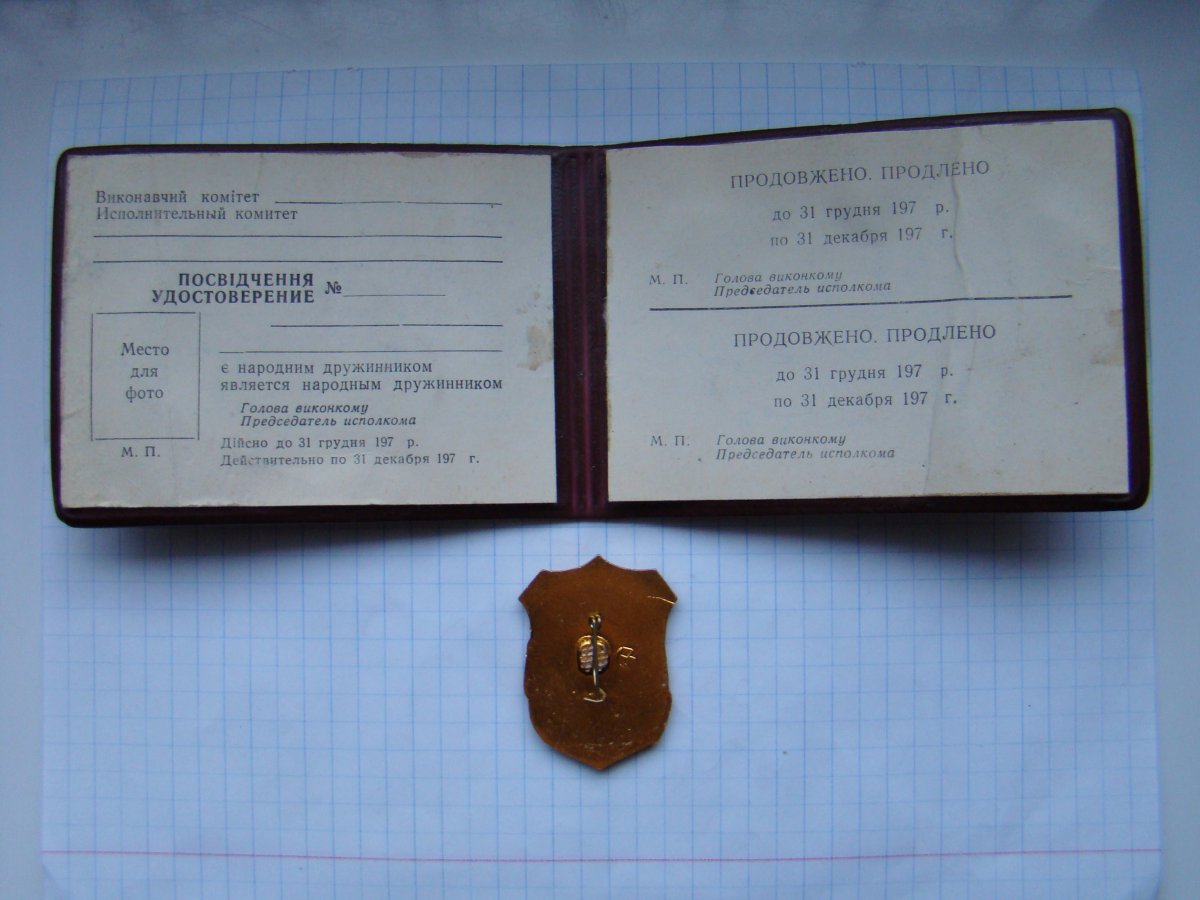 Виконавчий комітет
Исполнительный комитет
ПОСВІДЧЕННЯ
УДОСТОВЕРЕНИЕ №
Место
для
фото
М. П.
є народним дружинником
является народным дружинником
Голова виконкому
Председатель исполкома
Дійсно до 31 грудня 197 р.
Действительно по 31 декабря 197 г.
ПРОДОВЖЕНО. ПРОДЛЕНО
до 31 грудня 197 р.
по 31 декабря 197 г.
М. П. Голова виконкому
Председатель исполкома
ПРОДОВЖЕНО. ПРОДЛЕНО
до 31 грудня 197 р.
по 31 декабря 197 г.
М. П. Голова виконкому
Председатель исполкома